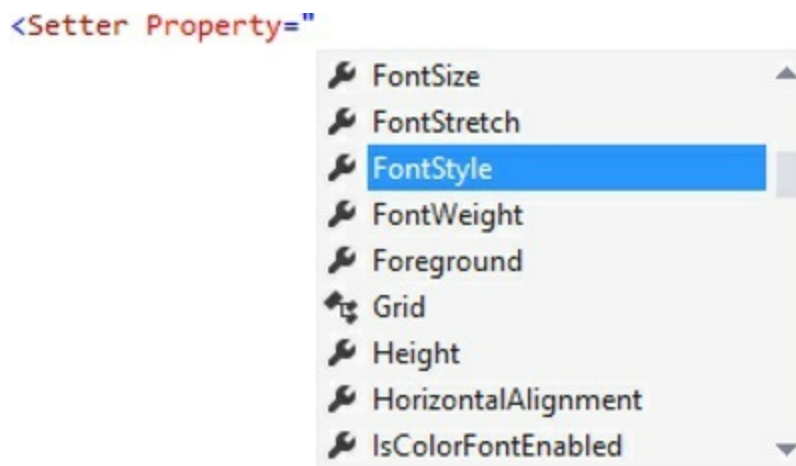 <Setter Property="
FontSize
FontStretch
FontStyle
FontWeight
Foreground
Grid
Height
HorizontalAlignment
IsColorFontEnabled